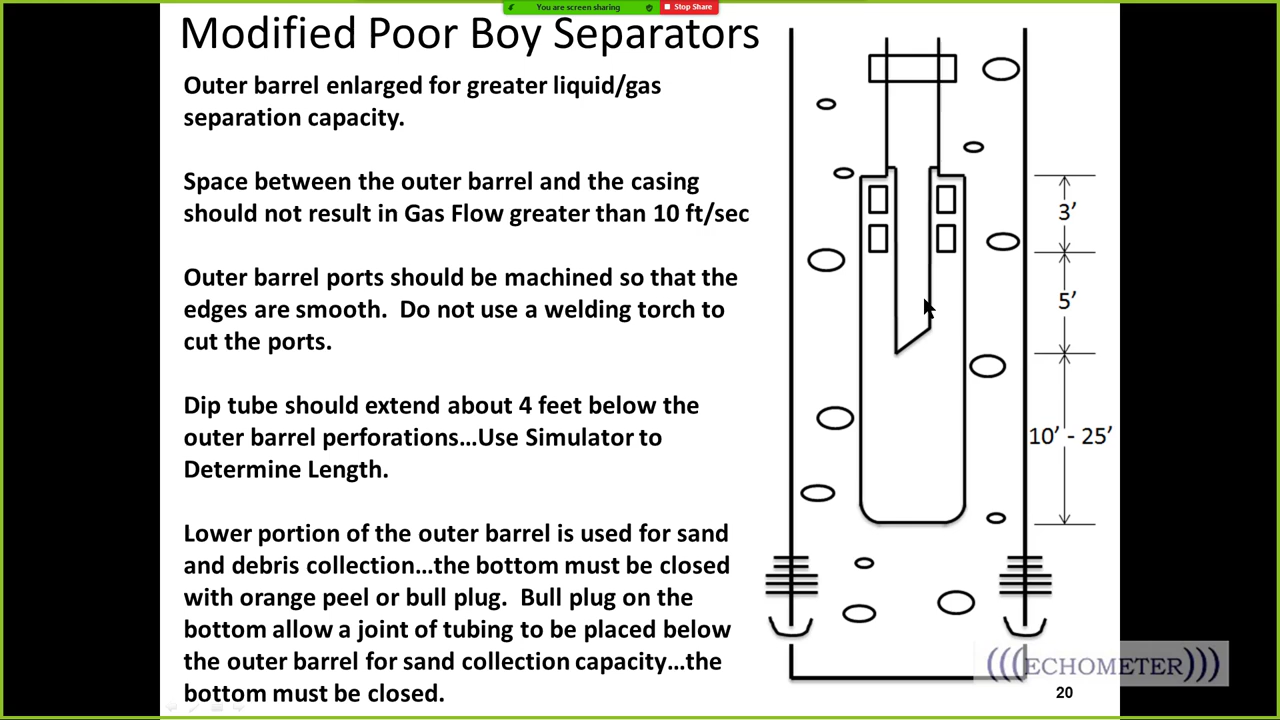 You are screen sharing
Stop Share
Modified Poor Boy Separators
Outer barrel enlarged for greater liquid/gas
separation capacity.
Space between the outer barrel and the casing
should not result in Gas Flow greater than 10 ft/sec
Outer barrel ports should be machined so that the
edges are smooth.  Do not use a welding torch to
cut the ports.
Dip tube should extend about 4 feet below the
outer barrel perforations…Use Simulator to
Determine Length.
Lower portion of the outer barrel is used for sand
and debris collection…the bottom must be closed
with orange peel or bull plug.  Bull plug on the
bottom allow a joint of tubing to be placed below
the outer barrel for sand collection capacity…the
bottom must be closed.
3’
5’
10’ - 25’
(((ECHOMETER)))
20